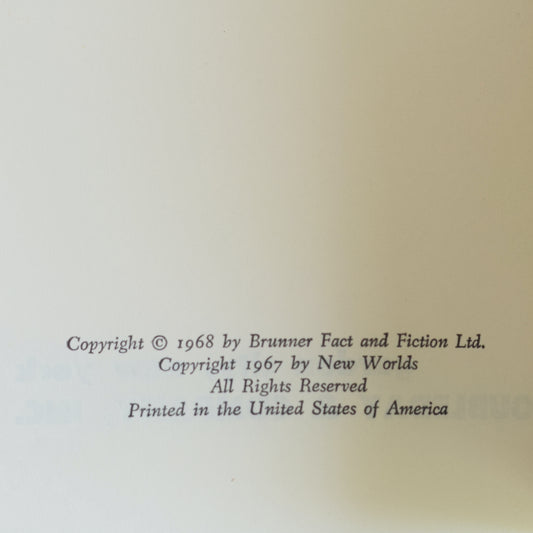 Copyright © 1968 by Brunner Fact and Fiction Ltd.
Copyright 1967 by New Worlds
All Rights Reserved
Printed in the United States of America